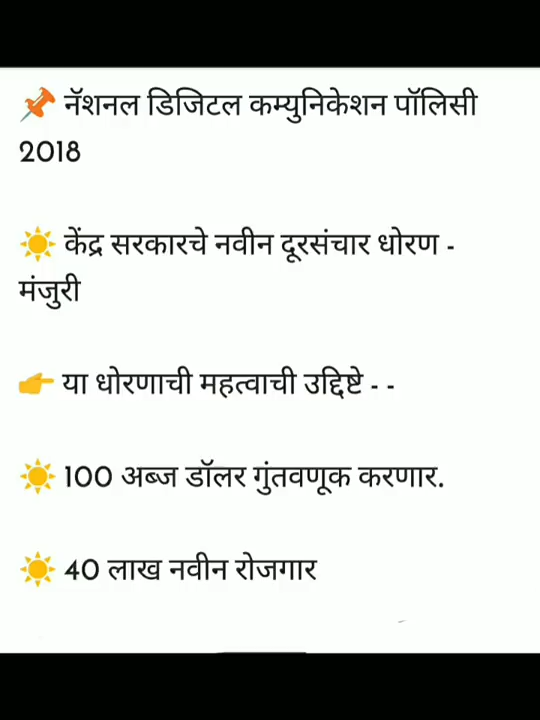 📌 नॅशनल डिजिटल कम्युनिकेशन पॉलिसी
2018
☀️ केंद्र सरकारचे नवीन दूरसंचार धोरण -
मंजुरी
👉 या धोरणाची महत्वाची उद्दिष्टे - -
☀️ 100 अब्ज डॉलर गुंतवणूक करणार.
☀️ 40 लाख नवीन रोजगार